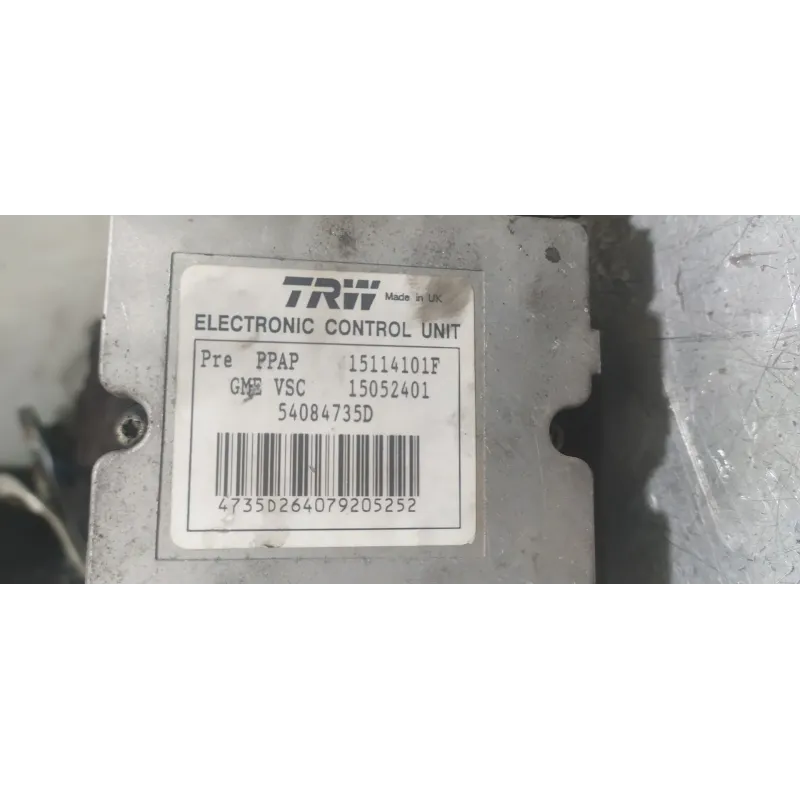 TRW Made in UK
ELECTRONIC CONTROL UNIT
Pre PPAP 15114101F
GME VSC 15052401
54084735D
4735D264079205252